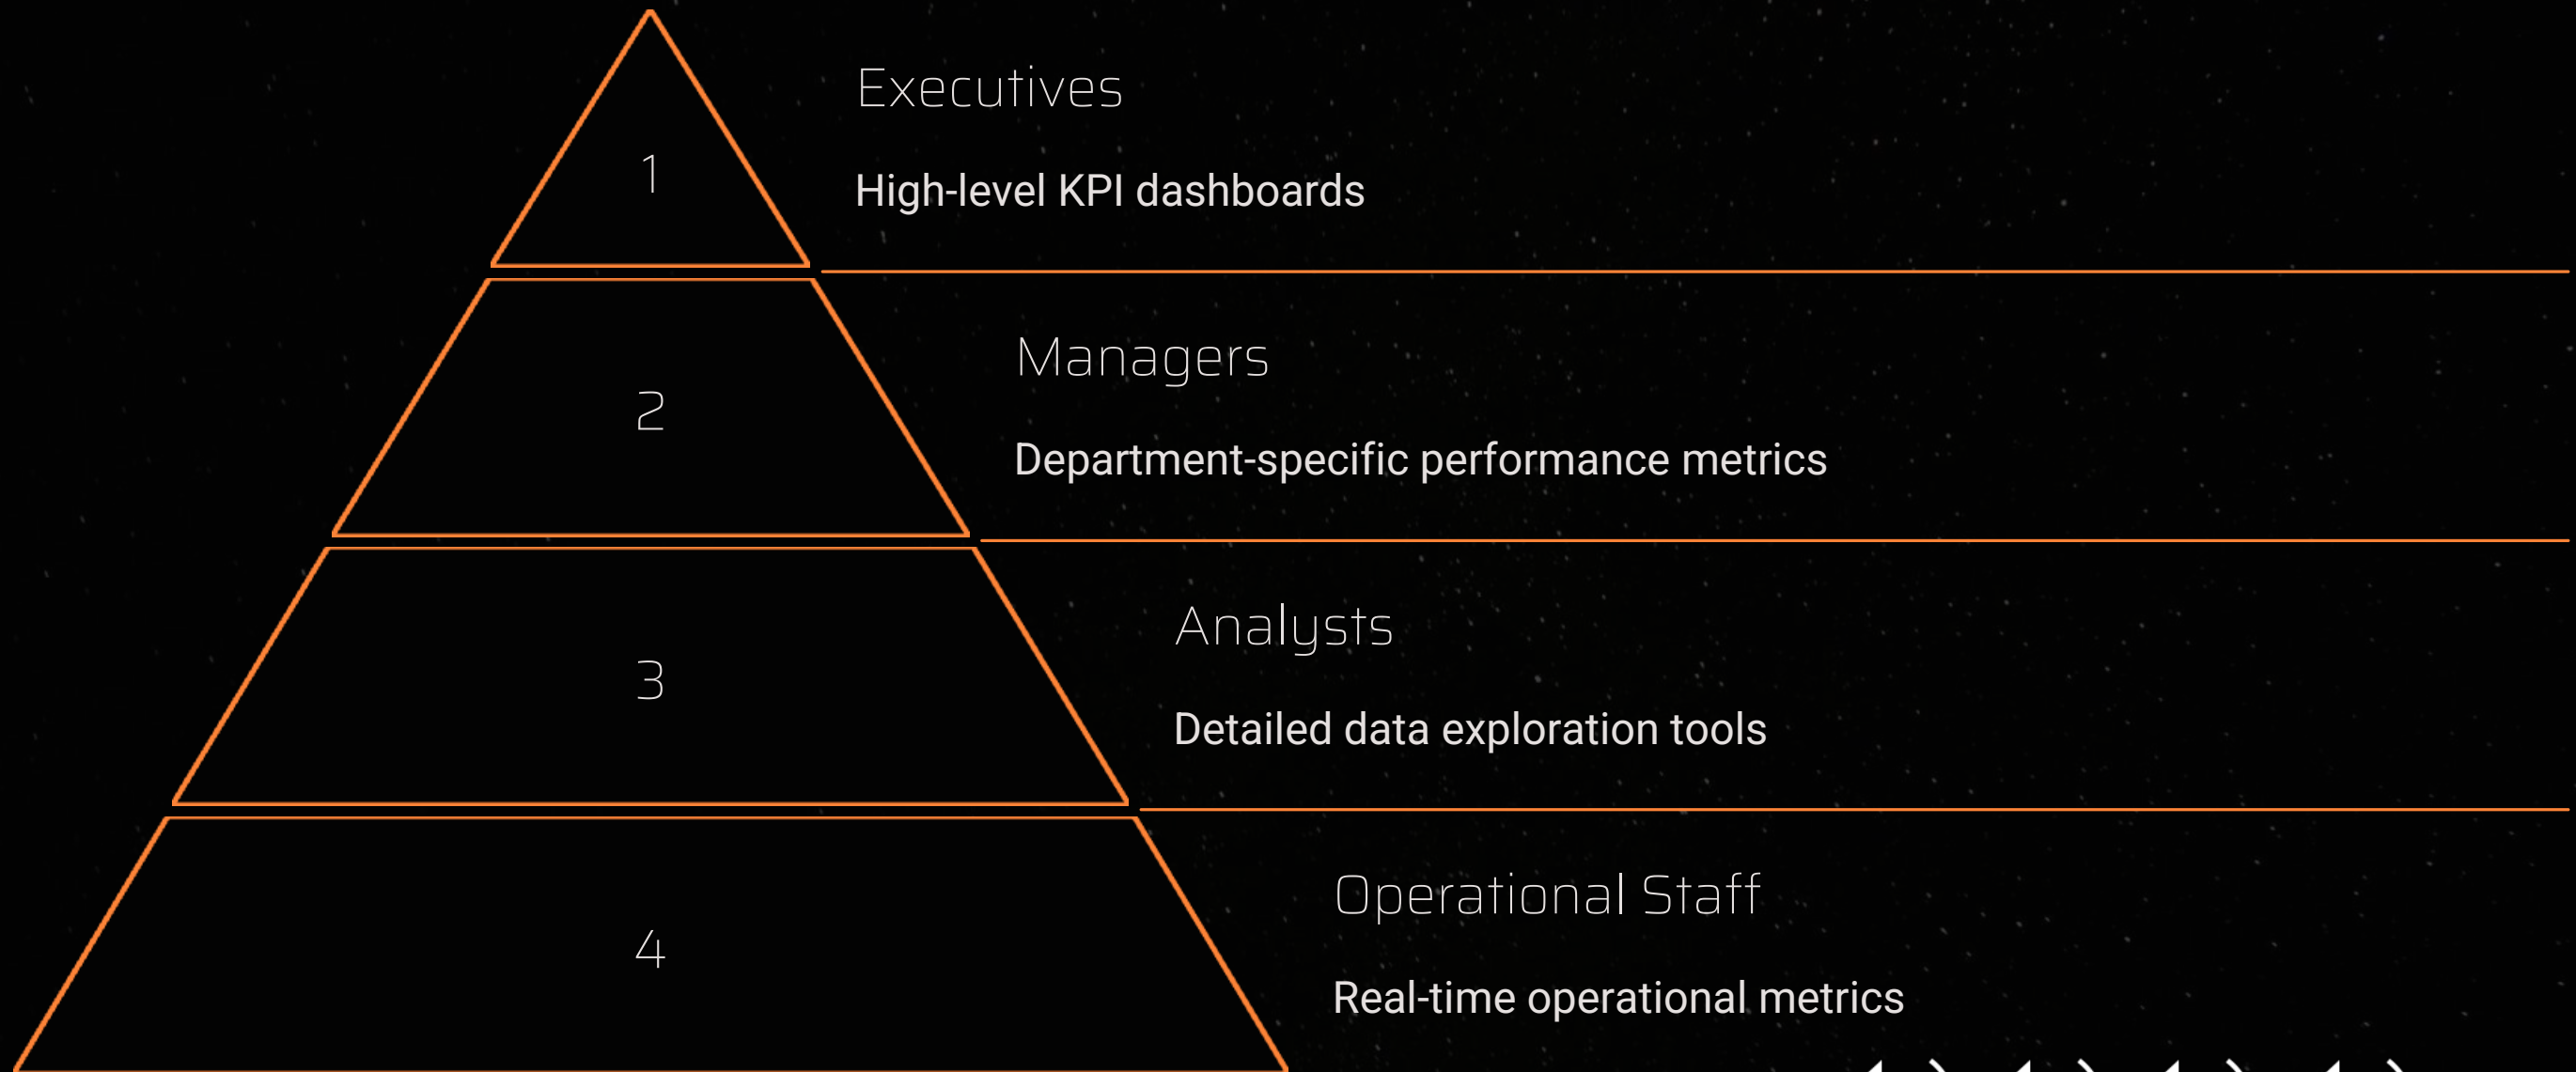 1
Executives
High-level KPI dashboards
2
Managers
Department-specific performance metrics
3
Analysts
Detailed data exploration tools
4
Operational Staff
Real-time operational metrics